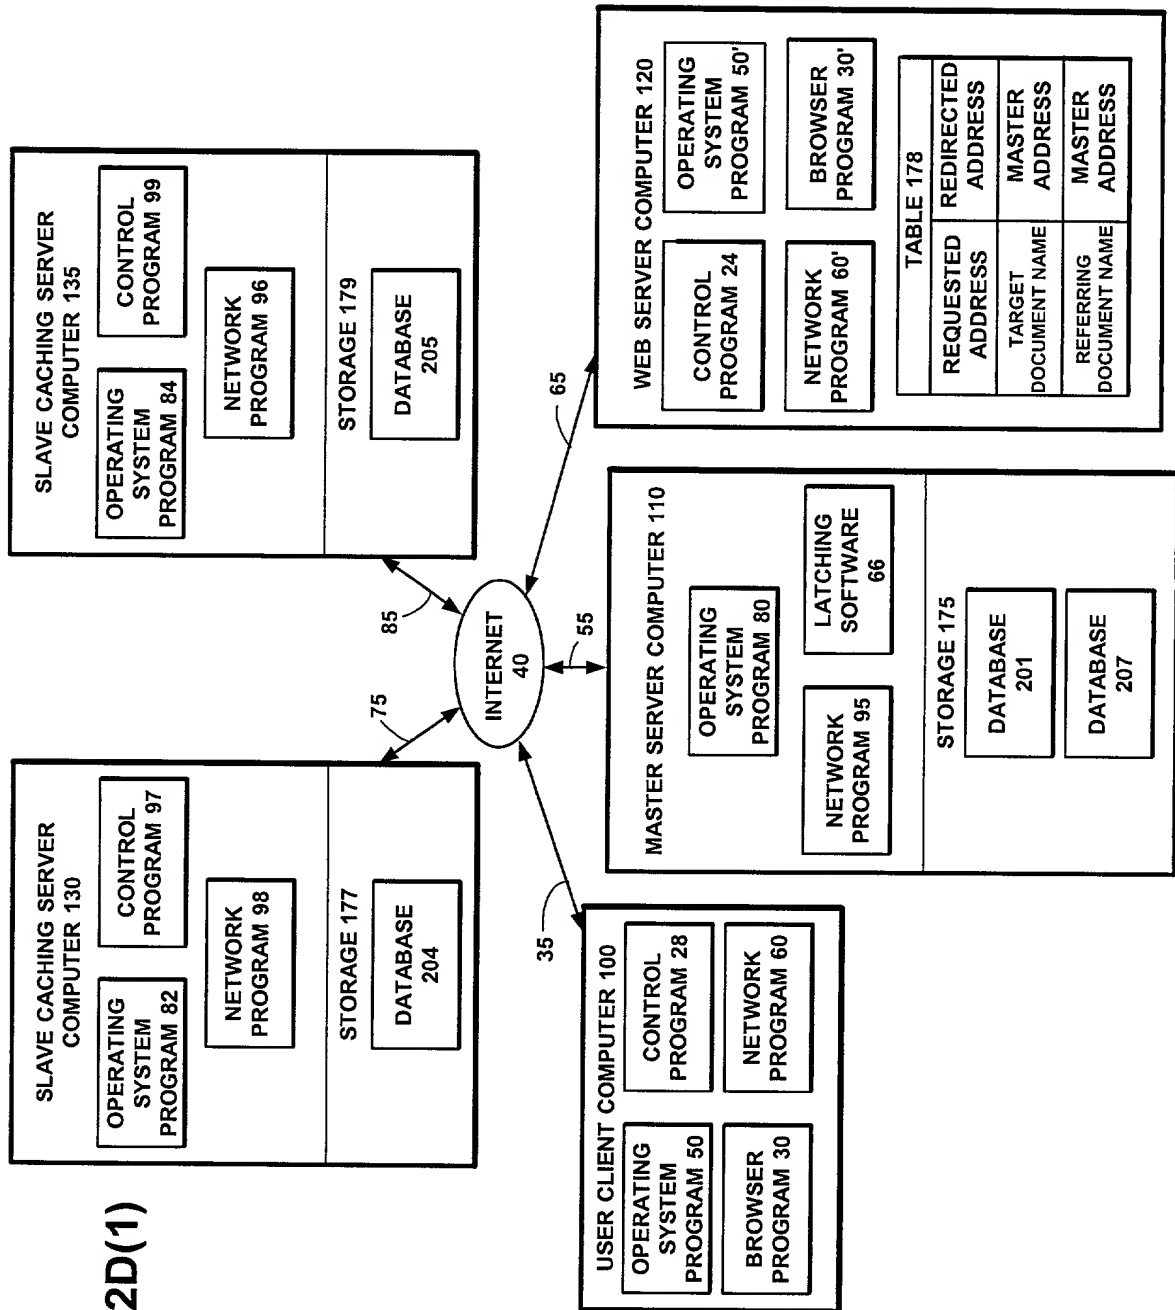 2D(1)
SLAVE CACHING SERVER
COMPUTER 130
OPERATING
SYSTEM
PROGRAM 82
CONTROL
PROGRAM 97
NETWORK
PROGRAM 98
STORAGE 177
DATABASE
204
SLAVE CACHING SERVER
COMPUTER 135
OPERATING
SYSTEM
PROGRAM 84
CONTROL
PROGRAM 99
NETWORK
PROGRAM 96
STORAGE 179
DATABASE
205
75
85
INTERNET
40
35
55
65
USER CLIENT COMPUTER 100
OPERATING
SYSTEM
PROGRAM 50
CONTROL
PROGRAM 28
BROWSER
PROGRAM 30
NETWORK
PROGRAM 60
MASTER SERVER COMPUTER 110
OPERATING
SYSTEM
PROGRAM 80
NETWORK
PROGRAM 95
LATCHING
SOFTWARE
66
STORAGE 175
DATABASE
201
DATABASE
207
WEB SERVER COMPUTER 120
CONTROL
PROGRAM 24
OPERATING
SYSTEM
PROGRAM 50'
NETWORK
PROGRAM 60'
BROWSER
PROGRAM 30'
TABLE 178
REQUESTED
ADDRESS
REDIRECTED
ADDRESS
TARGET
DOCUMENT NAME
MASTER
ADDRESS
REFERRING
DOCUMENT NAME
MASTER
ADDRESS